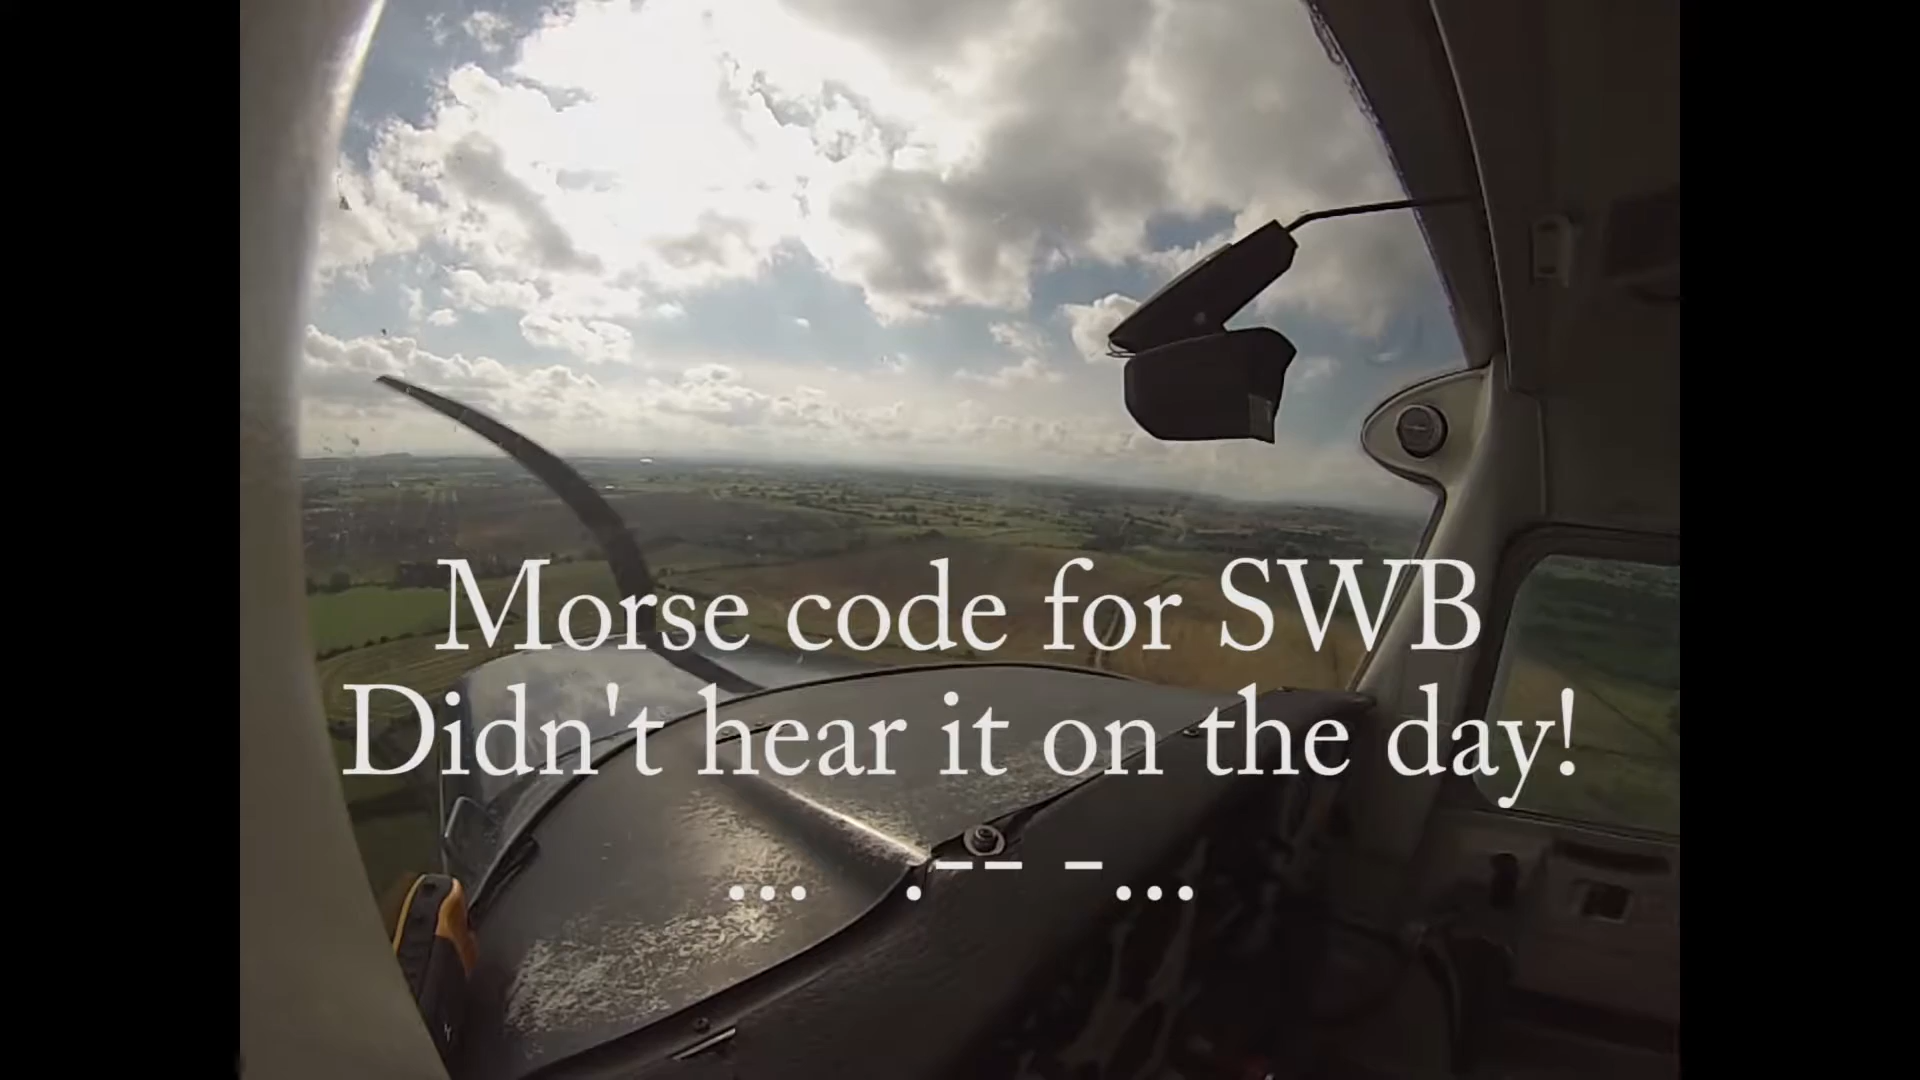 Morse code for SWB
Didn't hear it on the day!
... .-- -...